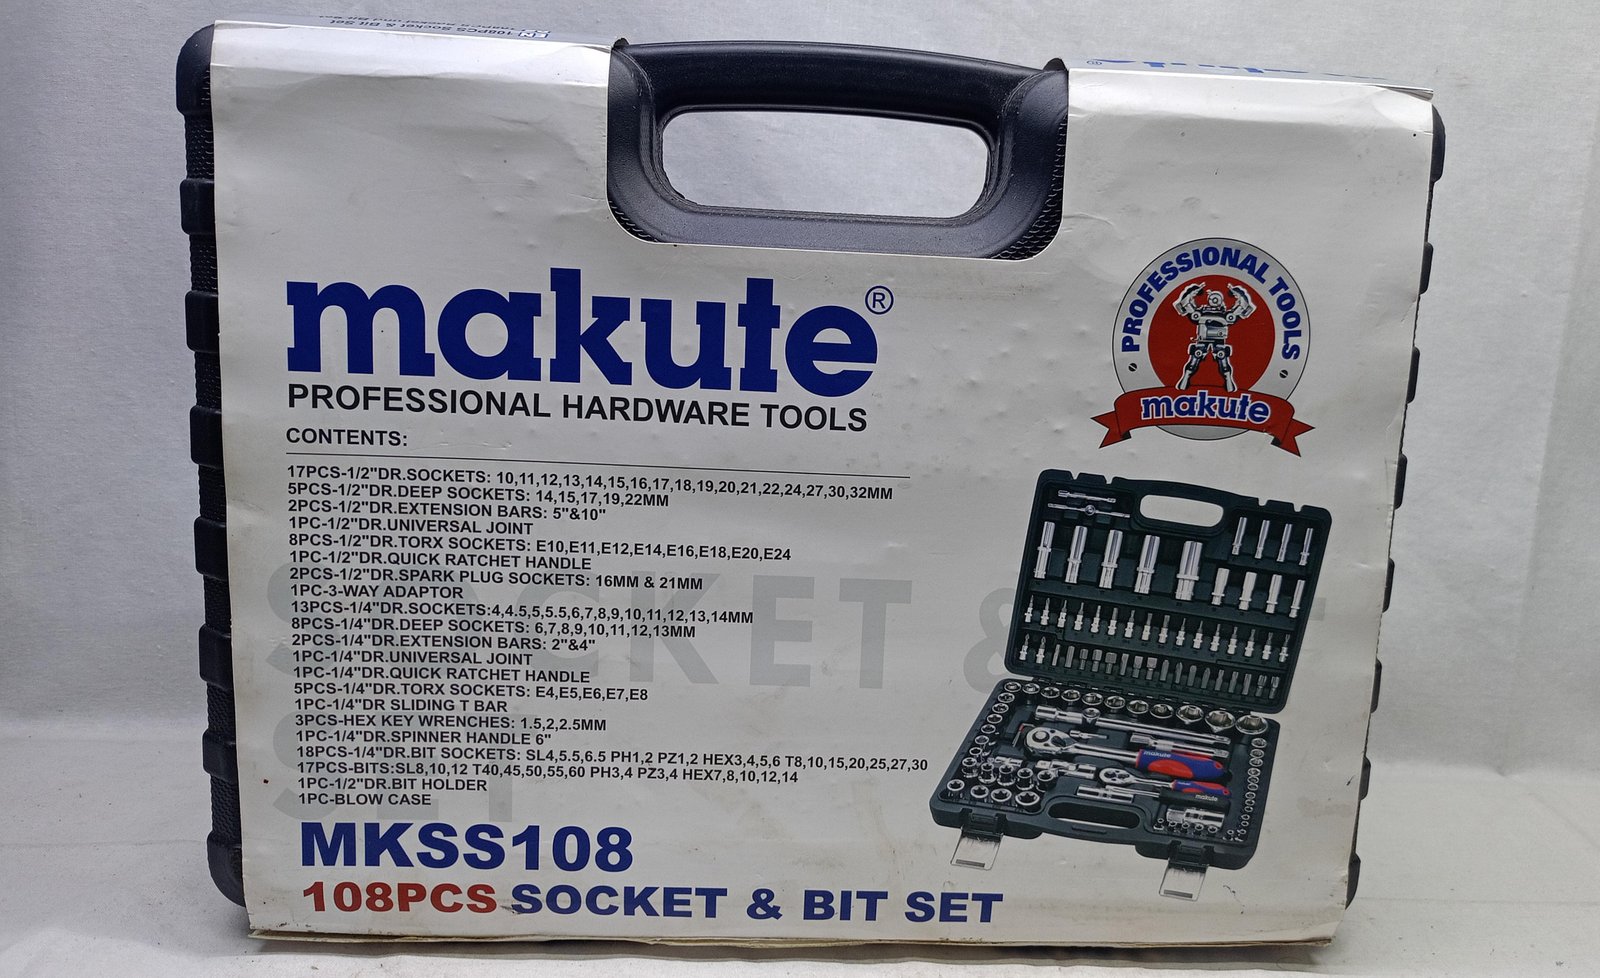 EN 108PCS Socket & Bit Set
makute®
PROFESSIONAL HARDWARE TOOLS
CONTENTS:
17PCS-1/2"DR.SOCKETS: 10,11,12,13,14,15,16,17,18,19,20,21,22,24,27,30,32MM
5PCS-1/2"DR.DEEP SOCKETS: 14,15,17,19,22MM
2PCS-1/2"DR.EXTENSION BARS: 5"&10"
1PC-1/2"DR.UNIVERSAL JOINT
8PCS-1/2"DR.TORX SOCKETS: E10,E11,E12,E14,E16,E18,E20,E24
1PC-1/2"DR.QUICK RATCHET HANDLE
2PCS-1/2"DR.SPARK PLUG SOCKETS: 16MM & 21MM
1PC-3-WAY ADAPTOR
13PCS-1/4"DR.SOCKETS:4,4.5,5,5.5,6,7,8,9,10,11,12,13,14MM
8PCS-1/4"DR.DEEP SOCKETS: 6,7,8,9,10,11,12,13MM
2PCS-1/4"DR.EXTENSION BARS: 2"&4"
1PC-1/4"DR.UNIVERSAL JOINT
1PC-1/4"DR.QUICK RATCHET HANDLE
5PCS-1/4"DR.TORX SOCKETS: E4,E5,E6,E7,E8
1PC-1/4"DR SLIDING T BAR
3PCS-HEX KEY WRENCHES: 1.5,2,2.5MM
1PC-1/4"DR.SPINNER HANDLE 6"
18PCS-1/4"DR.BIT SOCKETS: SL4,5.5,6.5 PH1,2 PZ1,2 HEX3,4,5,6 T8,10,15,20,25,27,30
17PCS-BITS:SL8,10,12 T40,45,50,55,60 PH3,4 PZ3,4 HEX7,8,10,12,14
1PC-1/2"DR.BIT HOLDER
1PC-BLOW CASE
SOCKET &
SET
MKSS108
108PCS SOCKET & BIT SET
PROFESSIONAL TOOLS
makute
makute
makute